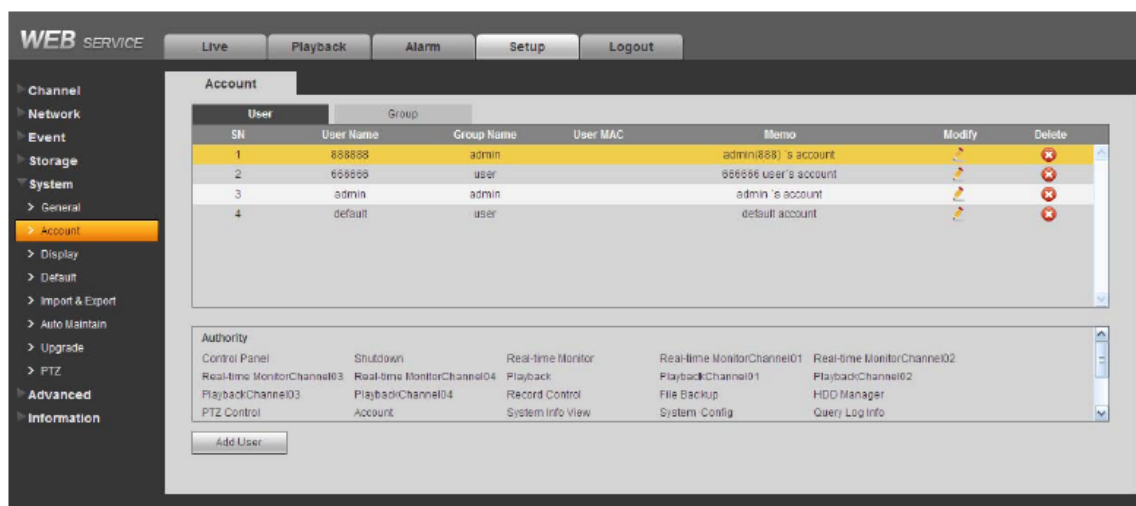 WEB SERVICE
Live Playback Alarm Setup Logout
Channel
Network
Event
Storage
System
> General
> Account
> Display
> Default
> Import & Export
> Auto Maintain
> Upgrade
> PTZ
Advanced
Information
Account
User Group
SN User Name Group Name User MAC Memo Modify Delete
1 888888 admin admin(888) 's account
2 666666 user 666666 user's account
3 admin admin admin 's account
4 default user default account
Authority
Control Panel Shutdown Real-time Monitor Real-time MonitorChannel01 Real-time MonitorChannel02
Real-time MonitorChannel03 Real-time MonitorChannel04 Playback PlaybackChannel01 PlaybackChannel02
PlaybackChannel03 PlaybackChannel04 Record Control File Backup HDD Manager
PTZ Control Account System Info View System Config Query Log Info
Add User